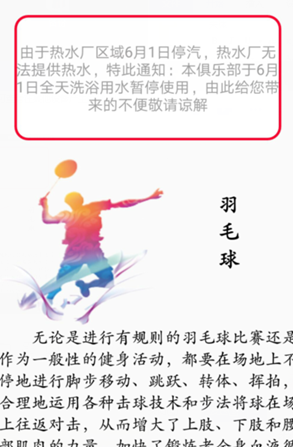 由于热水厂区域6月1日停汽，热水厂无
法提供热水，特此通知：本俱乐部于6月
1日全天洗浴用水暂停使用，由此给您带
来的不便敬请谅解
羽
毛
球
无论是进行有规则的羽毛球比赛还是
作为一般性的健身活动，都要在场地上不
停地进行脚步移动、跳跃、转体、挥拍，
合理地运用各种击球技术和步法将球在场
上往返对击，从而增大了上肢、下肢和腰
部肌肉的力量，加快了锻炼者全身血液循